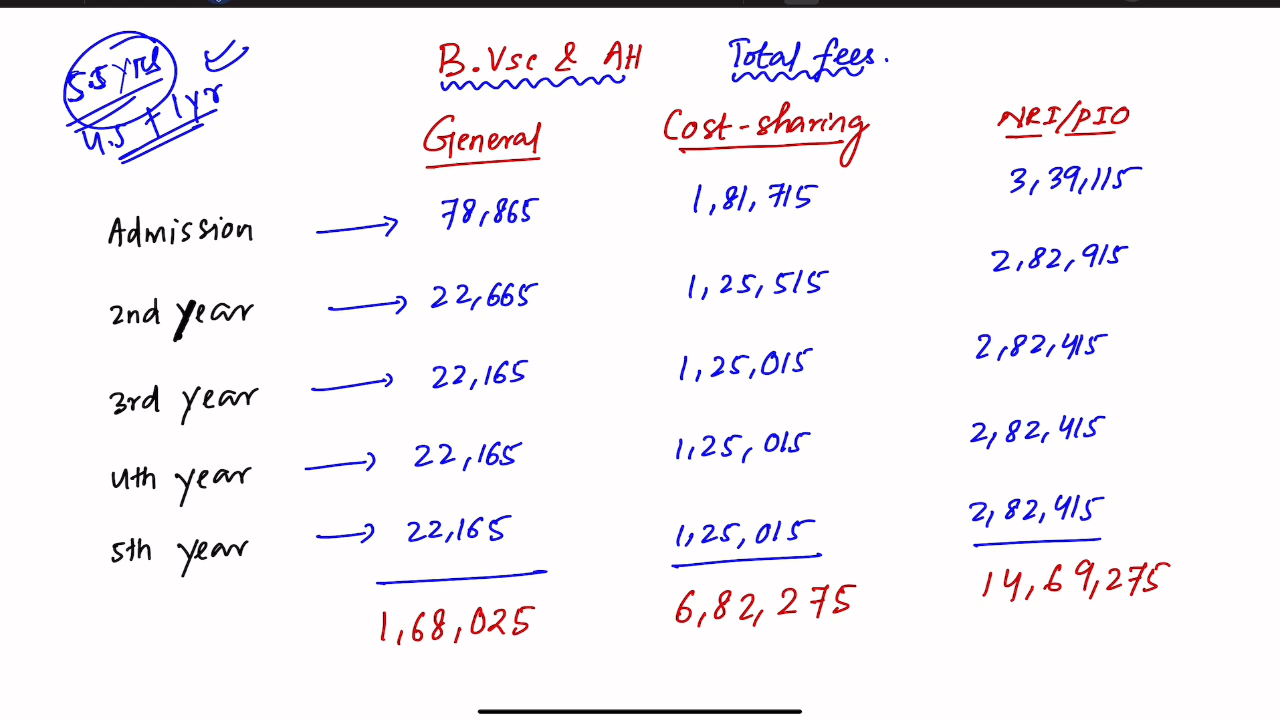 5.5 yrs
4.5 + 1yr
B.Vsc & AH Total fees.
General Cost-sharing NRI/PIO
Admission → 78,865 1,81,715 3,39,115
2nd year → 22,665 1,25,515 2,82,915
3rd year → 22,165 1,25,015 2,82,415
4th year → 22,165 1,25,015 2,82,415
5th year → 22,165 1,25,015 2,82,415
1,68,025 6,82,275 14,69,275